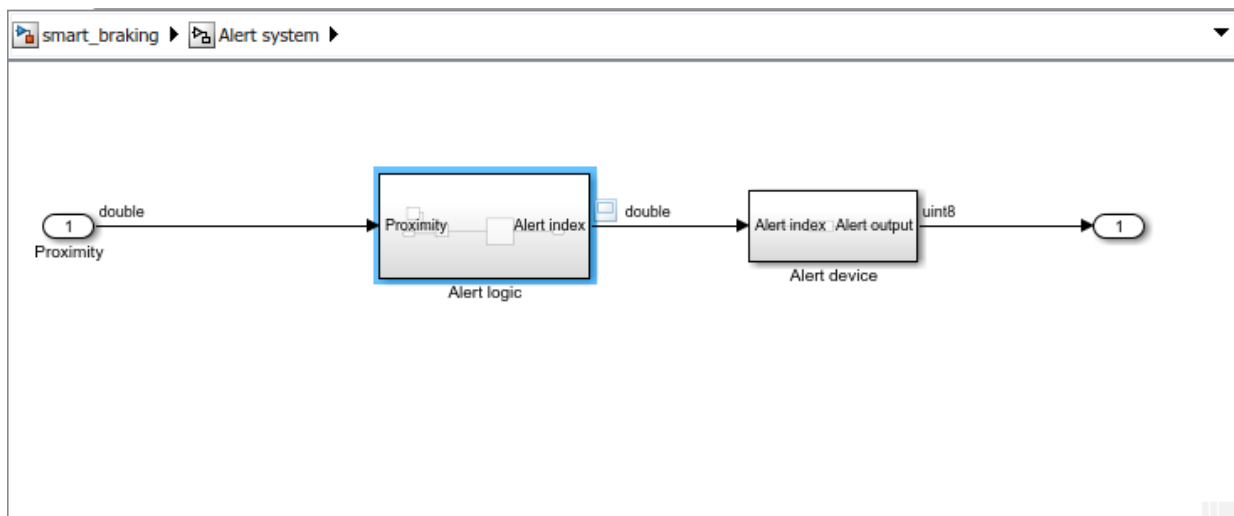 smart_braking Alert system
double
1
Proximity
Proximity Alert index
Alert logic
double
Alert index Alert output
Alert device
uint8
1